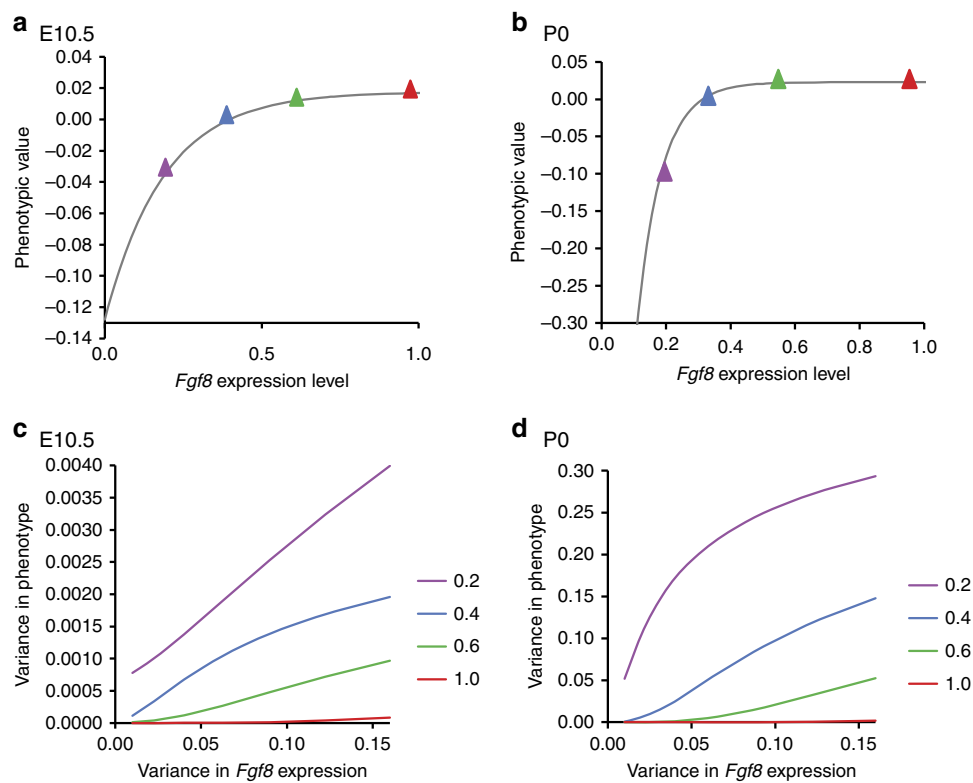 a E10.5
0.04
0.02
0.00
–0.02
–0.04
–0.06
–0.08
–0.10
–0.12
–0.14
Phenotypic value
0.0 0.5 1.0
Fgf8 expression level
b P0
0.05
0.00
–0.05
–0.10
–0.15
–0.20
–0.25
–0.30
Phenotypic value
0.0 0.2 0.4 0.6 0.8 1.0
Fgf8 expression level
c E10.5
0.0040
0.0035
0.0030
0.0025
0.0020
0.0015
0.0010
0.0005
0.0000
Variance in phenotype
0.00 0.05 0.10 0.15
Variance in Fgf8 expression
0.2
0.4
0.6
1.0
d P0
0.30
0.25
0.20
0.15
0.10
0.05
0.00
Variance in phenotype
0.00 0.05 0.10 0.15
Variance in Fgf8 expression
0.2
0.4
0.6
1.0